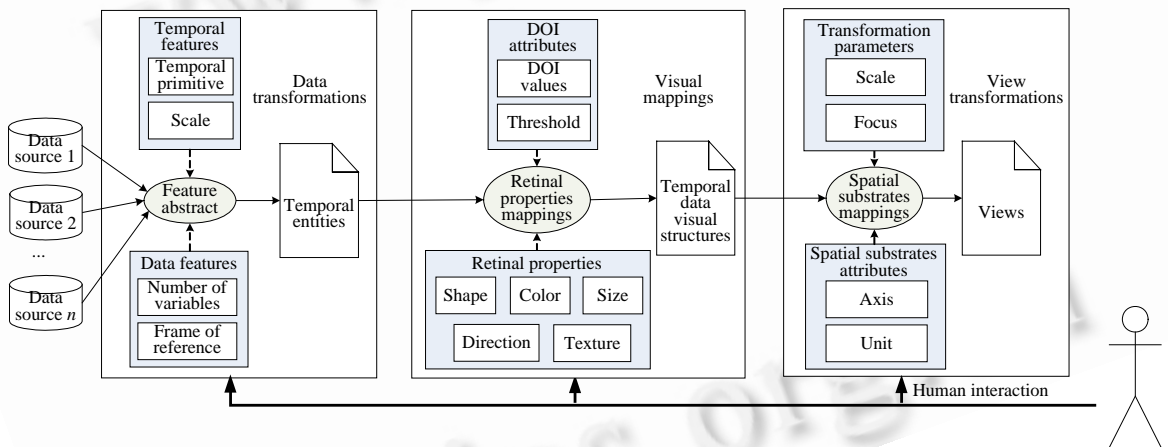 Data
source 1
Data
source 2
...
Data
source n
Temporal
features
Temporal
primitive
Scale
Data
transformations
Feature
abstract
Temporal
entities
Data features
Number of
variables
Frame of
reference
DOI
attributes
DOI
values
Threshold
Visual
mappings
Retinal
properties
mappings
Temporal
data
visual
structures
Retinal properties
Shape
Color
Size
Direction
Texture
Transformation
parameters
Scale
Focus
View
transformations
Spatial
substrates
mappings
Views
Spatial substrates
attributes
Axis
Unit
Human interaction